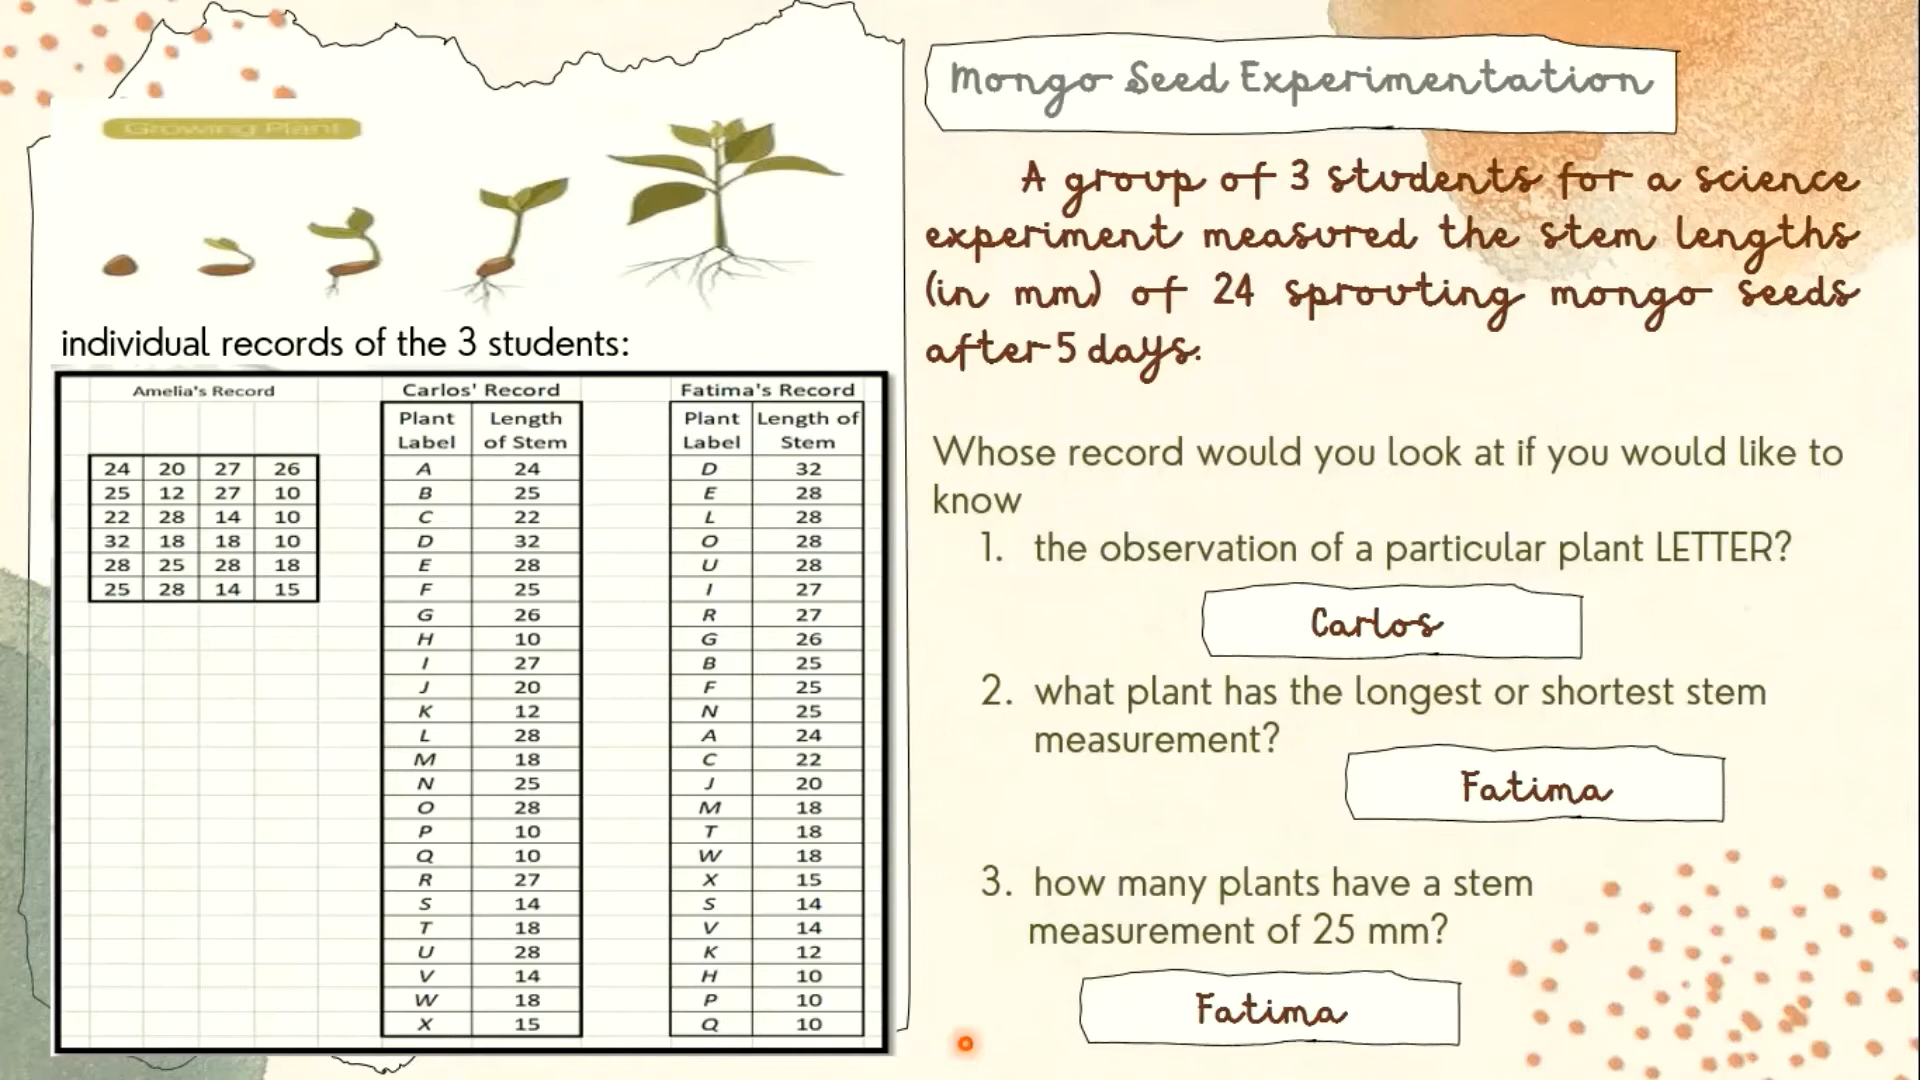 Growing Plant
individual records of the 3 students:
Amelia's Record
24 20 27 26
25 12 27 10
22 28 14 10
32 18 18 10
28 25 28 18
25 28 14 15
Carlos' Record
Plant Label Length of Stem
A 24
B 25
C 22
D 32
E 28
F 25
G 26
H 10
I 27
J 20
K 12
L 28
M 18
N 25
O 28
P 10
Q 10
R 27
S 14
T 18
U 28
V 14
W 18
X 15
Fatima's Record
Plant Label Length of Stem
D 32
E 28
L 28
O 28
U 28
I 27
R 27
G 26
B 25
F 25
N 25
A 24
C 22
J 20
M 18
T 18
W 18
X 15
S 14
V 14
K 12
H 10
P 10
Q 10
Mongo Seed Experimentation
A group of 3 students for a science
experiment measured the stem lengths
(in mm) of 24 sprouting mongo seeds
after 5 days.
Whose record would you look at if you would like to
know
1. the observation of a particular plant LETTER?
Carlos
2. what plant has the longest or shortest stem
measurement?
Fatima
3. how many plants have a stem
measurement of 25 mm?
Fatima